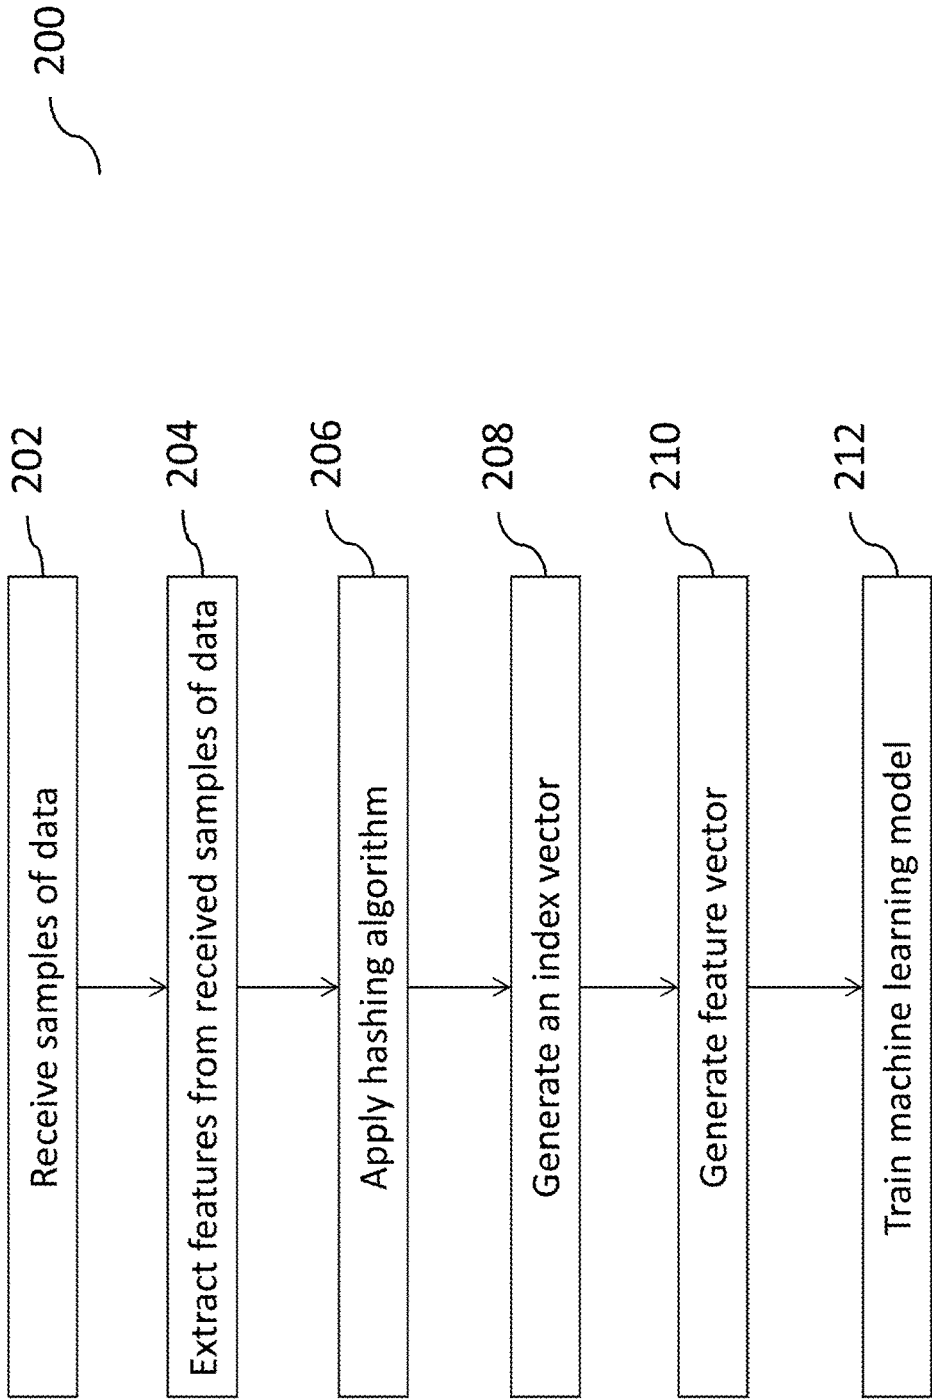 200
Receive samples of data
202
Extract features from received samples of data
204
Apply hashing algorithm
206
Generate an index vector
208
Generate feature vector
210
Train machine learning model
212